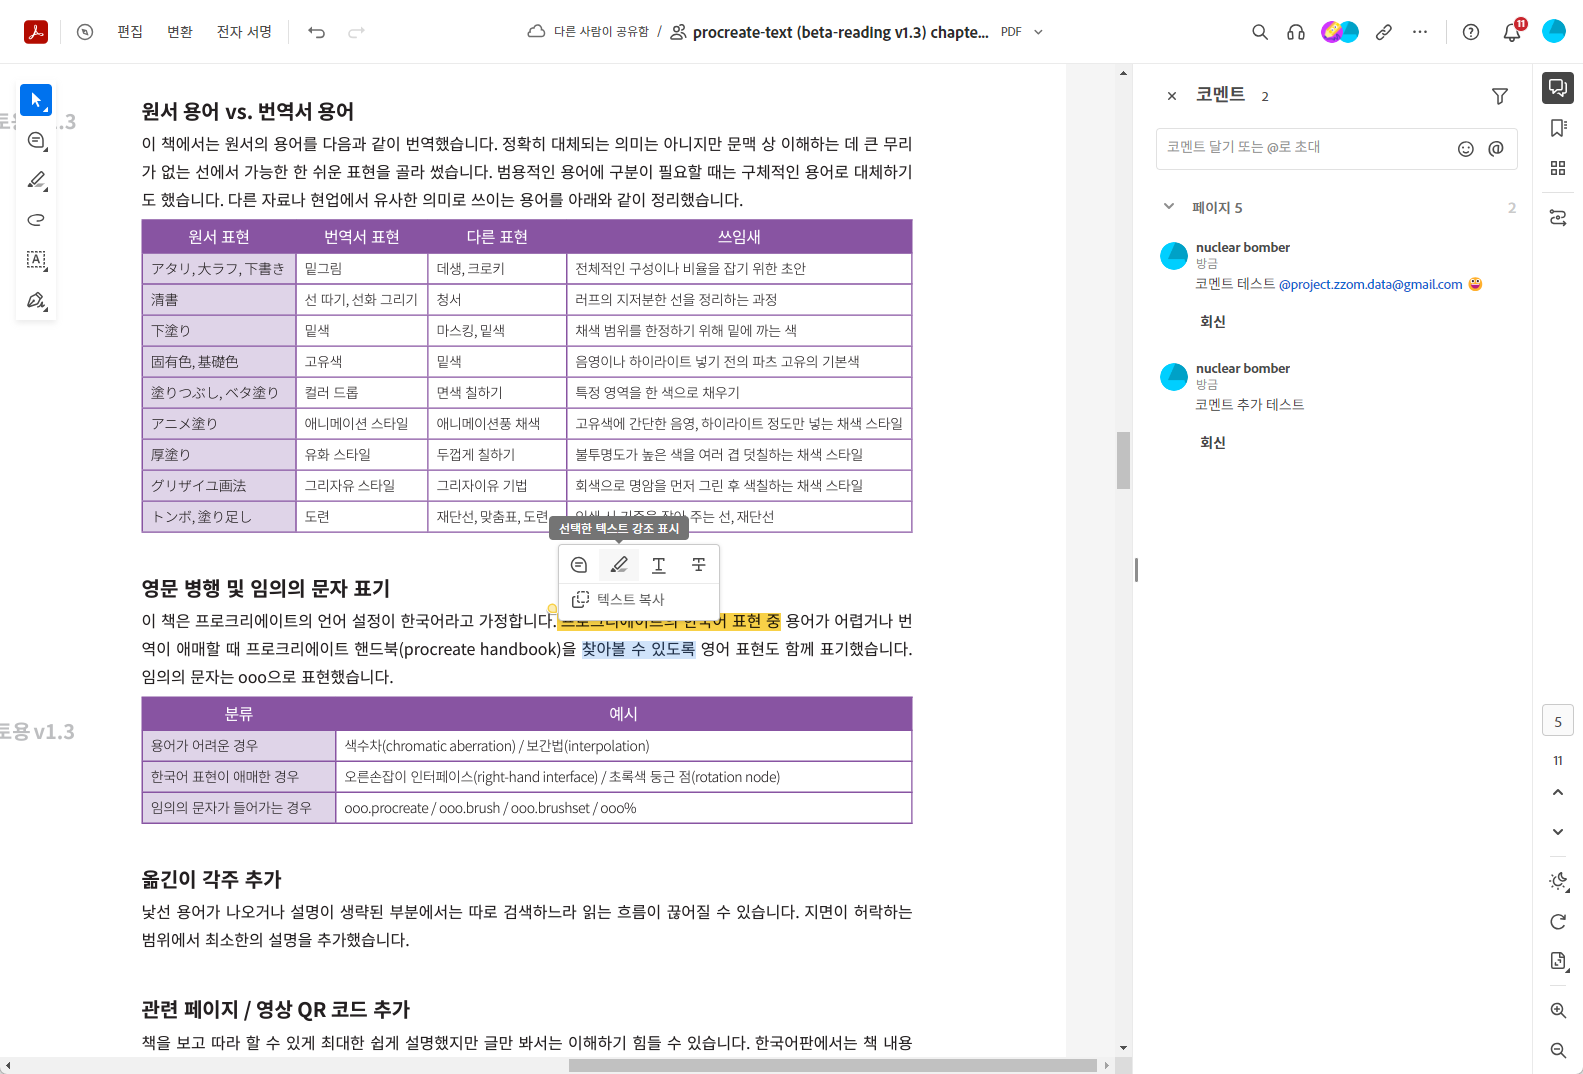 편집 변환 전자 서명 다른 사람이 공유함 / procreate-text (beta-reading v1.3) chapte... PDF 11
원서 용어 vs. 번역서 용어
이 책에서는 원서의 용어를 다음과 같이 번역했습니다. 정확히 대체되는 의미는 아니지만 문맥 상 이해하는 데 큰 무리
가 없는 선에서 가능한 한 쉬운 표현을 골라 썼습니다. 범용적인 용어에 구분이 필요할 때는 구체적인 용어로 대체하기
도 했습니다. 다른 자료나 현업에서 유사한 의미로 쓰이는 용어를 아래와 같이 정리했습니다.
원서 표현 번역서 표현 다른 표현 쓰임새
アタリ, 大ラフ, 下書き 밑그림 데생, 크로키 전체적인 구성이나 비율을 잡기 위한 초안
清書 선 따기, 선화 그리기 청서 러프의 지저분한 선을 정리하는 과정
下塗り 밑색 마스킹, 밑색 채색 범위를 한정하기 위해 밑에 까는 색
固有色, 基礎色 고유색 밑색 음영이나 하이라이트 넣기 전의 파츠 고유의 기본색
塗りつぶし, ベタ塗り 컬러 드롭 면색 칠하기 특정 영역을 한 색으로 채우기
アニメ塗り 애니메이션 스타일 애니메이션풍 채색 고유색에 간단한 음영, 하이라이트 정도만 넣는 채색 스타일
厚塗り 유화 스타일 두껍게 칠하기 불투명도가 높은 색을 여러 겹 덧칠하는 채색 스타일
グリザイユ画法 그리자유 스타일 그리자이유 기법 회색으로 명암을 먼저 그린 후 색칠하는 채색 스타일
トンボ, 塗り足し 도련 재단선, 맞춤표, 도련 주는 선, 재단선
선택한 텍스트 강조 표시
텍스트 복사
영문 병행 및 임의의 문자 표기
이 책은 프로크리에이트의 언어 설정이 한국어라고 가정합니다. 프로크리에이트의 한국어 표현 중 용어가 어렵거나 번
역이 애매할 때 프로크리에이트 핸드북(procreate handbook)을 찾아볼 수 있도록 영어 표현도 함께 표기했습니다.
임의의 문자는 ooo으로 표현했습니다.
분류 예시
용어가 어려운 경우 색수차(chromatic aberration) / 보간법(interpolation)
한국어 표현이 애매한 경우 오른손잡이 인터페이스(right-hand interface) / 초록색 둥근 점(rotation node)
임의의 문자가 들어가는 경우 ooo.procreate / ooo.brush / ooo.brushset / ooo%
옮긴이 각주 추가
낯선 용어가 나오거나 설명이 생략된 부분에서는 따로 검색하느라 읽는 흐름이 끊어질 수 있습니다. 지면이 허락하는
범위에서 최소한의 설명을 추가했습니다.
관련 페이지 / 영상 QR 코드 추가
책을 보고 따라 할 수 있게 최대한 쉽게 설명했지만 글만 봐서는 이해하기 힘들 수 있습니다. 한국어판에서는 책 내용
.3
토용 v1.3
코멘트 2
코멘트 달기 또는 @로 초대
페이지 5 2
nuclear bomber
방금
코멘트 테스트 @project.zzom.data@gmail.com
회신
nuclear bomber
방금
코멘트 추가 테스트
회신
5
11